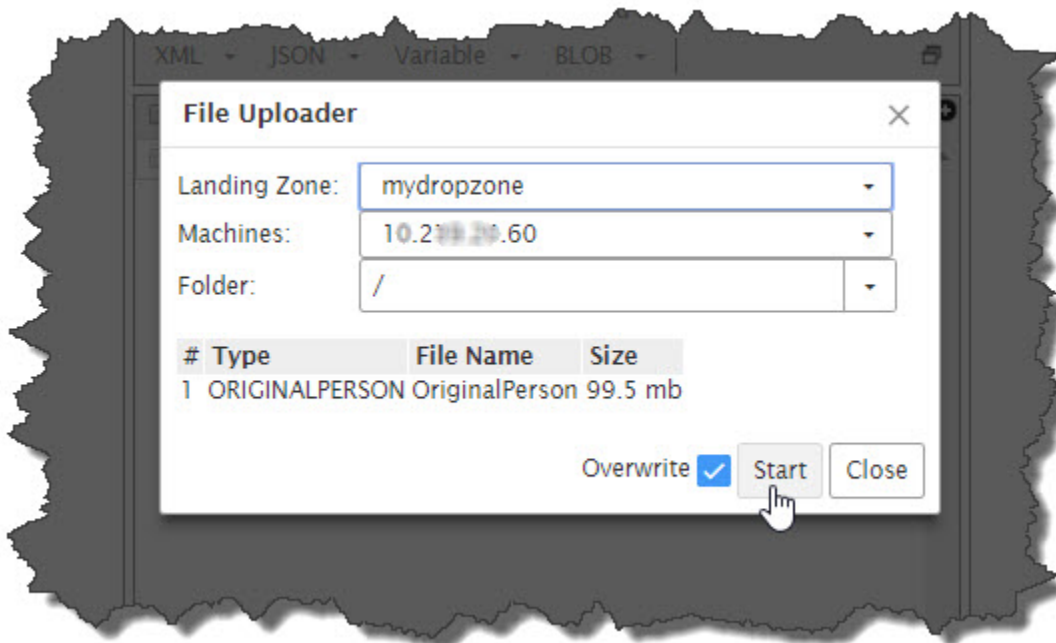 XML JSON Variable BLOB
File Uploader
Landing Zone: mydropzone
Machines: .60
Folder: /
# Type File Name Size
1 ORIGINALPERSON OriginalPerson 99.5 mb
Overwrite Start Close